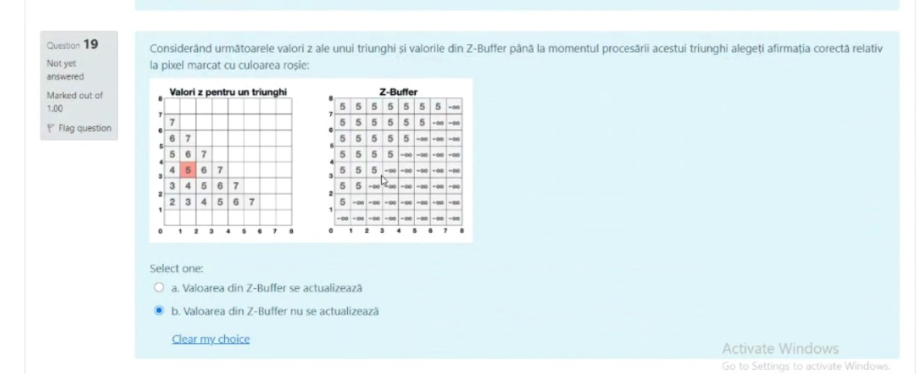 Question 19
Not yet
answered
Marked out of
1.00
Flag question
Considerând următoarele valori z ale unui triunghi și valorile din Z-Buffer până la momentul procesării acestui triunghi alegeți afirmația corectă relativ
la pixel marcat cu culoarea roșie:
Valori z pentru un triunghi
8
7
7
6
6 7
5
5 6 7
4
4 5 6 7
3
3 4 5 6 7
2
2 3 4 5 6 7
1
0 1 2 3 4 5 6 7 8
Z-Buffer
8
5 5 5 5 5 5 5 -∞
7
5 5 5 5 5 5 -∞ -∞
6
5 5 5 5 5 -∞ -∞ -∞
5
5 5 5 5 -∞ -∞ -∞ -∞
4
5 5 5 -∞ -∞ -∞ -∞ -∞
3
5 5 -∞ -∞ -∞ -∞ -∞ -∞
2
5 -∞ -∞ -∞ -∞ -∞ -∞ -∞
1
-∞ -∞ -∞ -∞ -∞ -∞ -∞ -∞
0 1 2 3 4 5 6 7 8
Select one:
a. Valoarea din Z-Buffer se actualizează
b. Valoarea din Z-Buffer nu se actualizează
Clear my choice
Activate Windows
Go to Settings to activate Windows.